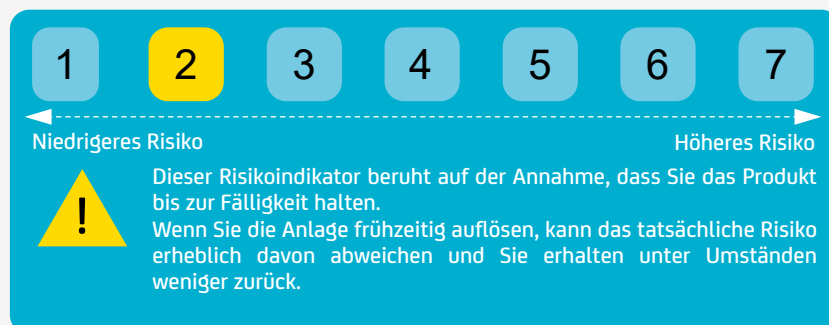 1 2 3 4 5 6 7
Niedrigeres Risiko Höheres Risiko
Dieser Risikoindikator beruht auf der Annahme, dass Sie das Produkt
bis zur Fälligkeit halten.
Wenn Sie die Anlage frühzeitig auflösen, kann das tatsächliche Risiko
erheblich davon abweichen und Sie erhalten unter Umständen
weniger zurück.
!